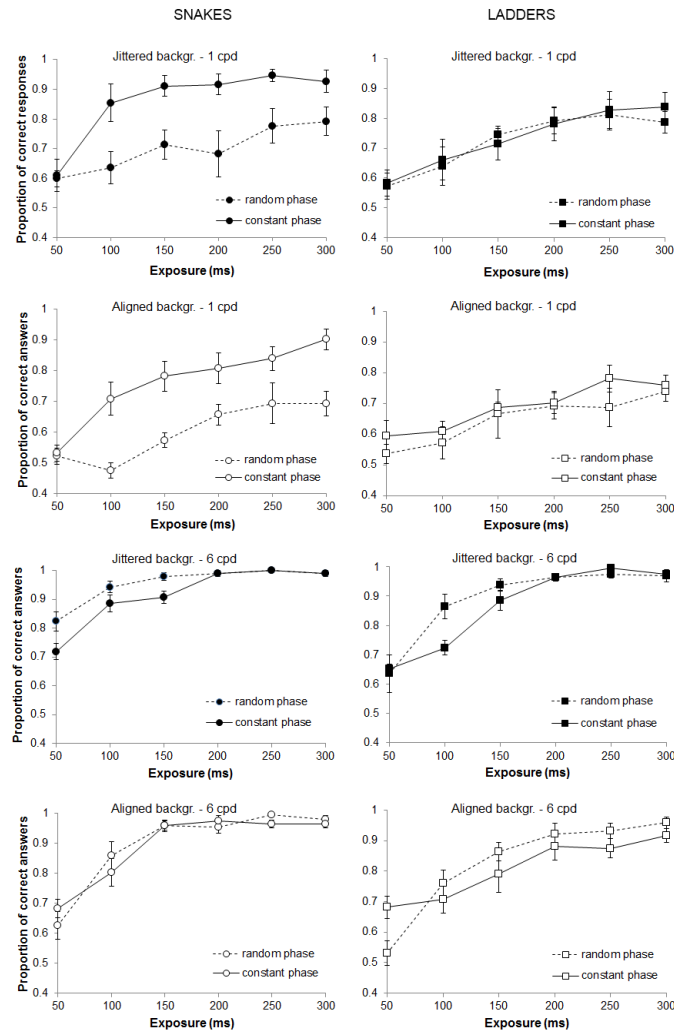 SNAKES
LADDERS
Jittered backgr. - 1 cpd
Proportion of correct responses
1
0.9
0.8
0.7
0.6
0.5
0.4
random phase
constant phase
50 100 150 200 250 300
Exposure (ms)
Jittered backgr. - 1 cpd
1
0.9
0.8
0.7
0.6
0.5
0.4
random phase
constant phase
50 100 150 200 250 300
Exposure (ms)
Aligned backgr. - 1 cpd
Proportion of correct answers
1
0.9
0.8
0.7
0.6
0.5
0.4
random phase
constant phase
50 100 150 200 250 300
Exposure (ms)
Aligned backgr. - 1 cpd
1
0.9
0.8
0.7
0.6
0.5
0.4
random phase
constant phase
50 100 150 200 250 300
Exposure (ms)
Jittered backgr. - 6 cpd
Proportion of correct answers
1
0.9
0.8
0.7
0.6
0.5
0.4
random phase
constant phase
50 100 150 200 250 300
Exposure (ms)
Jittered backgr. - 6 cpd
1
0.9
0.8
0.7
0.6
0.5
0.4
random phase
constant phase
50 100 150 200 250 300
Exposure (ms)
Aligned backgr. - 6 cpd
Proportion of correct answers
1
0.9
0.8
0.7
0.6
0.5
0.4
random phase
constant phase
50 100 150 200 250 300
Exposure (ms)
Aligned backgr. - 6 cpd
1
0.9
0.8
0.7
0.6
0.5
0.4
random phase
constant phase
50 100 150 200 250 300
Exposure (ms)